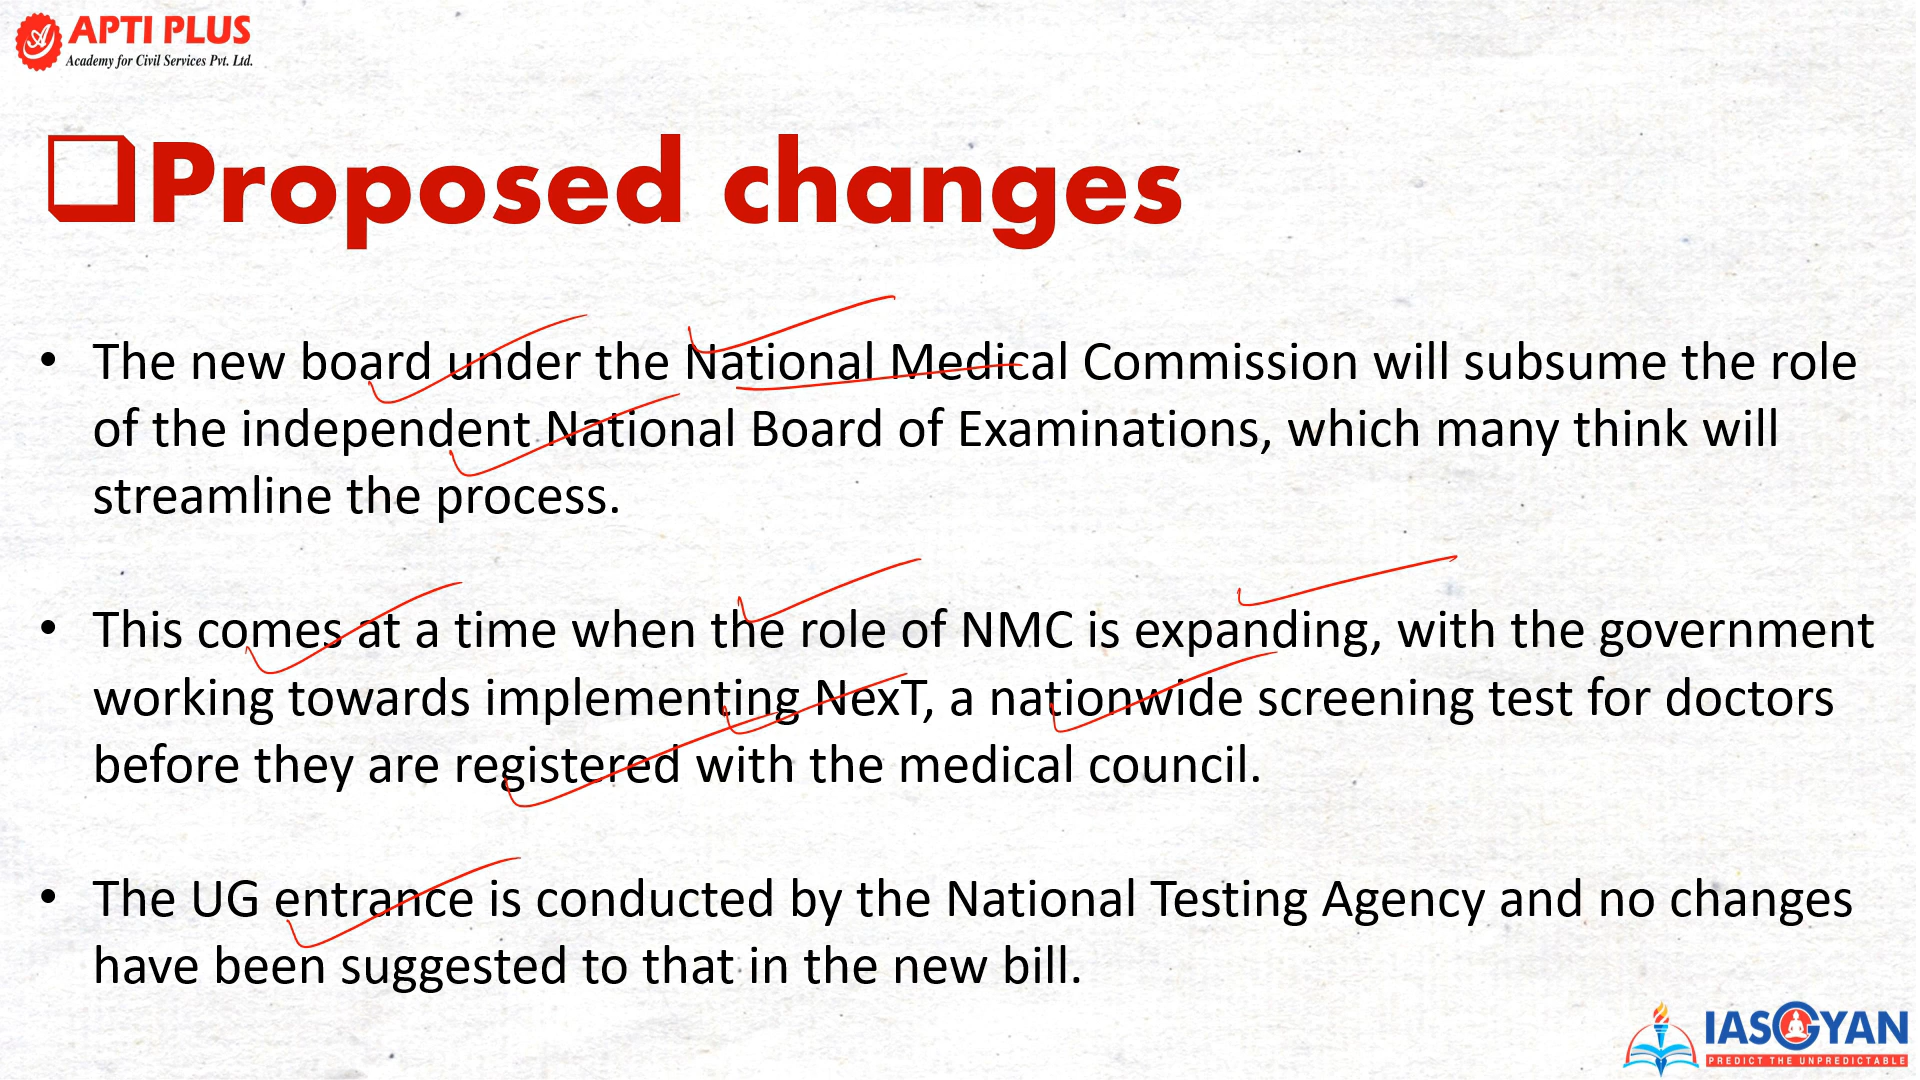 APTI PLUS
Academy for Civil Services Pvt. Ltd.
Proposed changes
• The new board under the National Medical Commission will subsume the role
of the independent National Board of Examinations, which many think will
streamline the process.
• This comes at a time when the role of NMC is expanding, with the government
working towards implementing NexT, a nationwide screening test for doctors
before they are registered with the medical council.
• The UG entrance is conducted by the National Testing Agency and no changes
have been suggested to that in the new bill.
IASGYAN
PREDICT THE UNPREDICTABLE